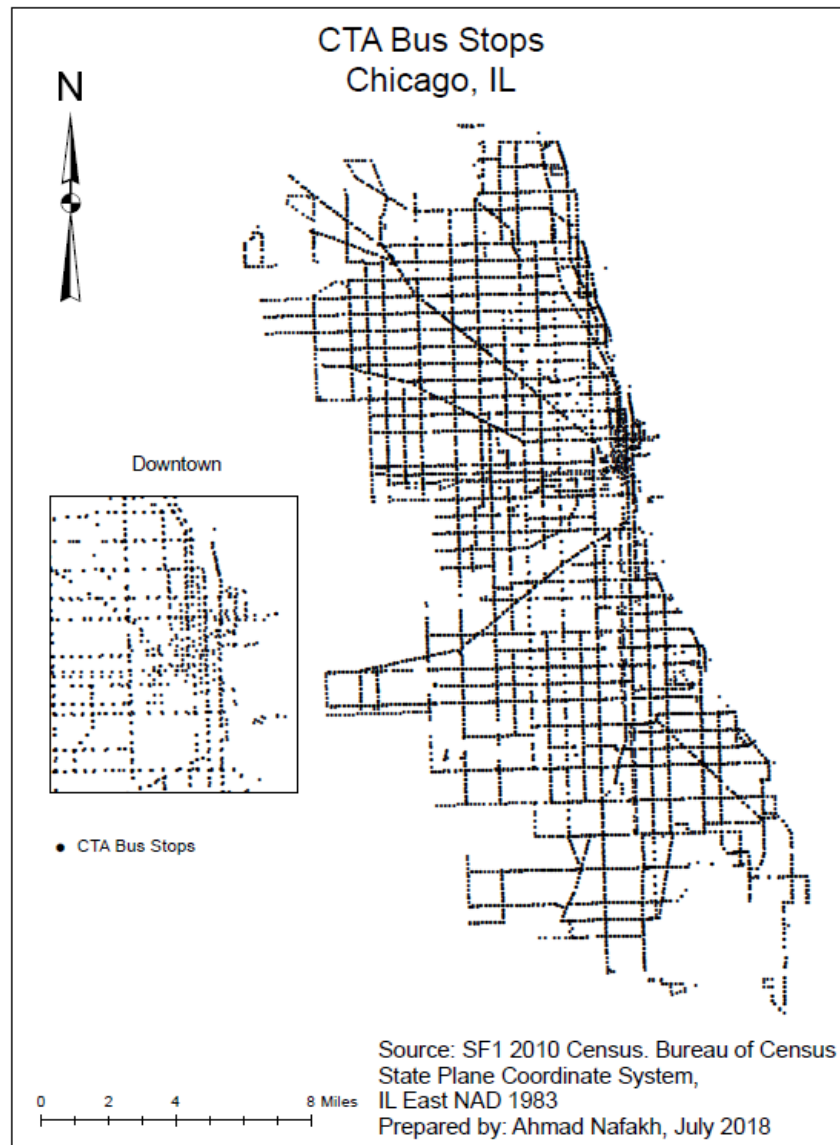 CTA Bus Stops
Chicago, IL
N
Downtown
CTA Bus Stops
0 2 4 8 Miles
Source: SF1 2010 Census. Bureau of Census
State Plane Coordinate System,
IL East NAD 1983
Prepared by: Ahmad Nafakh, July 2018